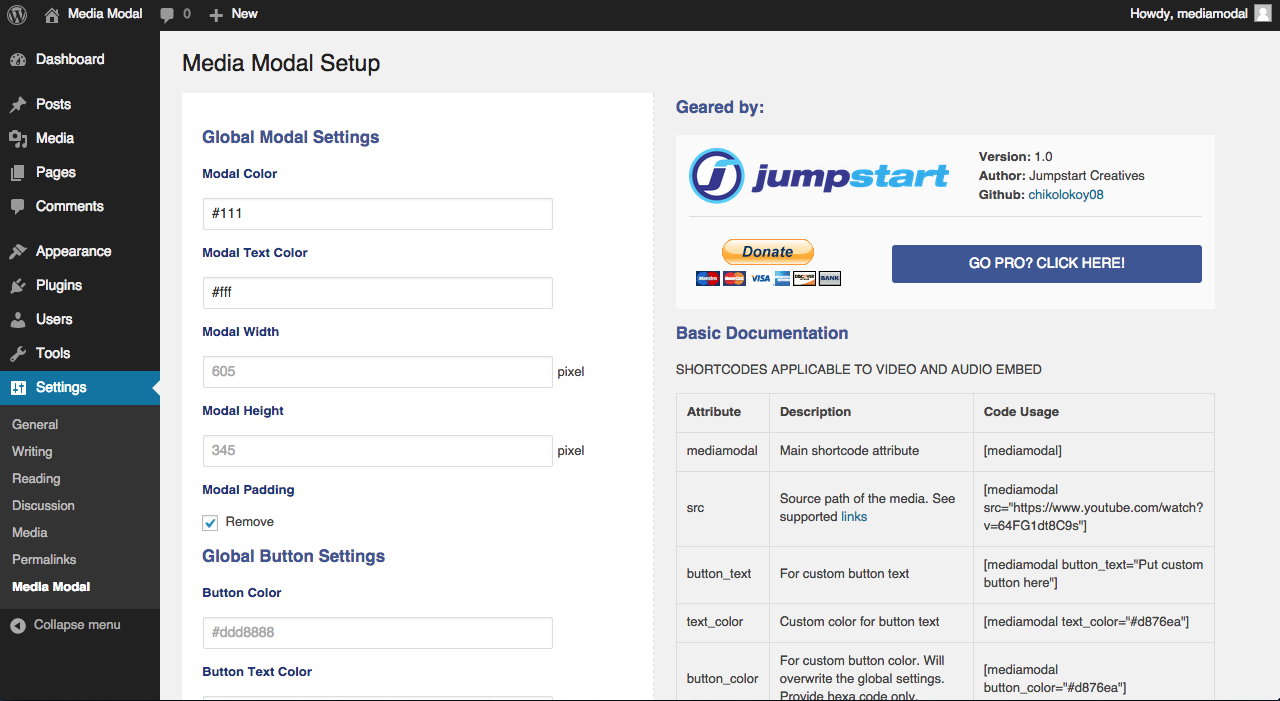 Media Modal 0 New Howdy, mediamodal
Dashboard
Posts
Media
Pages
Comments
Appearance
Plugins
Users
Tools
Settings
General
Writing
Reading
Discussion
Media
Permalinks
Media Modal
Collapse menu
Media Modal Setup
Global Modal Settings
Modal Color
#111
Modal Text Color
#fff
Modal Width
605 pixel
Modal Height
345 pixel
Modal Padding
Remove
Global Button Settings
Button Color
#ddd8888
Button Text Color
Geared by:
jumpstart
Version: 1.0
Author: Jumpstart Creatives
Github: chikolokoy08
Donate
Maestro MasterCard VISA DISCOVER BANK
GO PRO? CLICK HERE!
Basic Documentation
SHORTCODES APPLICABLE TO VIDEO AND AUDIO EMBED
Attribute Description Code Usage
mediamodal Main shortcode attribute [mediamodal]
src
Source path of the media. See
supported links
[mediamodal
src="https://www.youtube.com/watch?
v=64FG1dt8C9s"]
button_text For custom button text
[mediamodal button_text="Put custom
button here"]
text_color Custom color for button text [mediamodal text_color="#d876ea"]
button_color
For custom button color. Will
overwrite the global settings.
Provide hexa code only.
[mediamodal
button_color="#d876ea"]